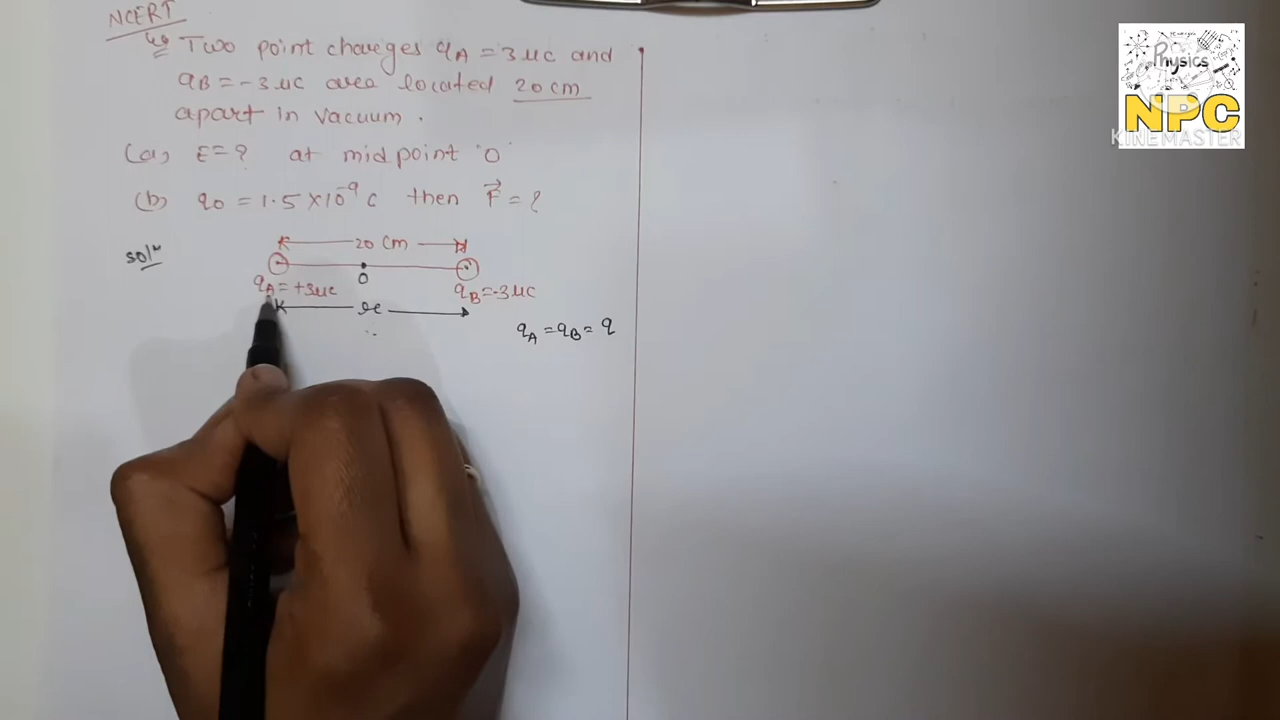 NCERT
Two point charges qA = 3 μc and
qB = -3 μc are located 20 cm
apart in vacuum.
(a) E = ? at mid point 'O'
(b) q0 = 1.5 × 10⁻⁹ C then F⃗ = ?
Solⁿ
20 cm
O
qA = +3μc
qB = -3 μc
r
qA = qB = q
Physics
NPC
KINEMASTER